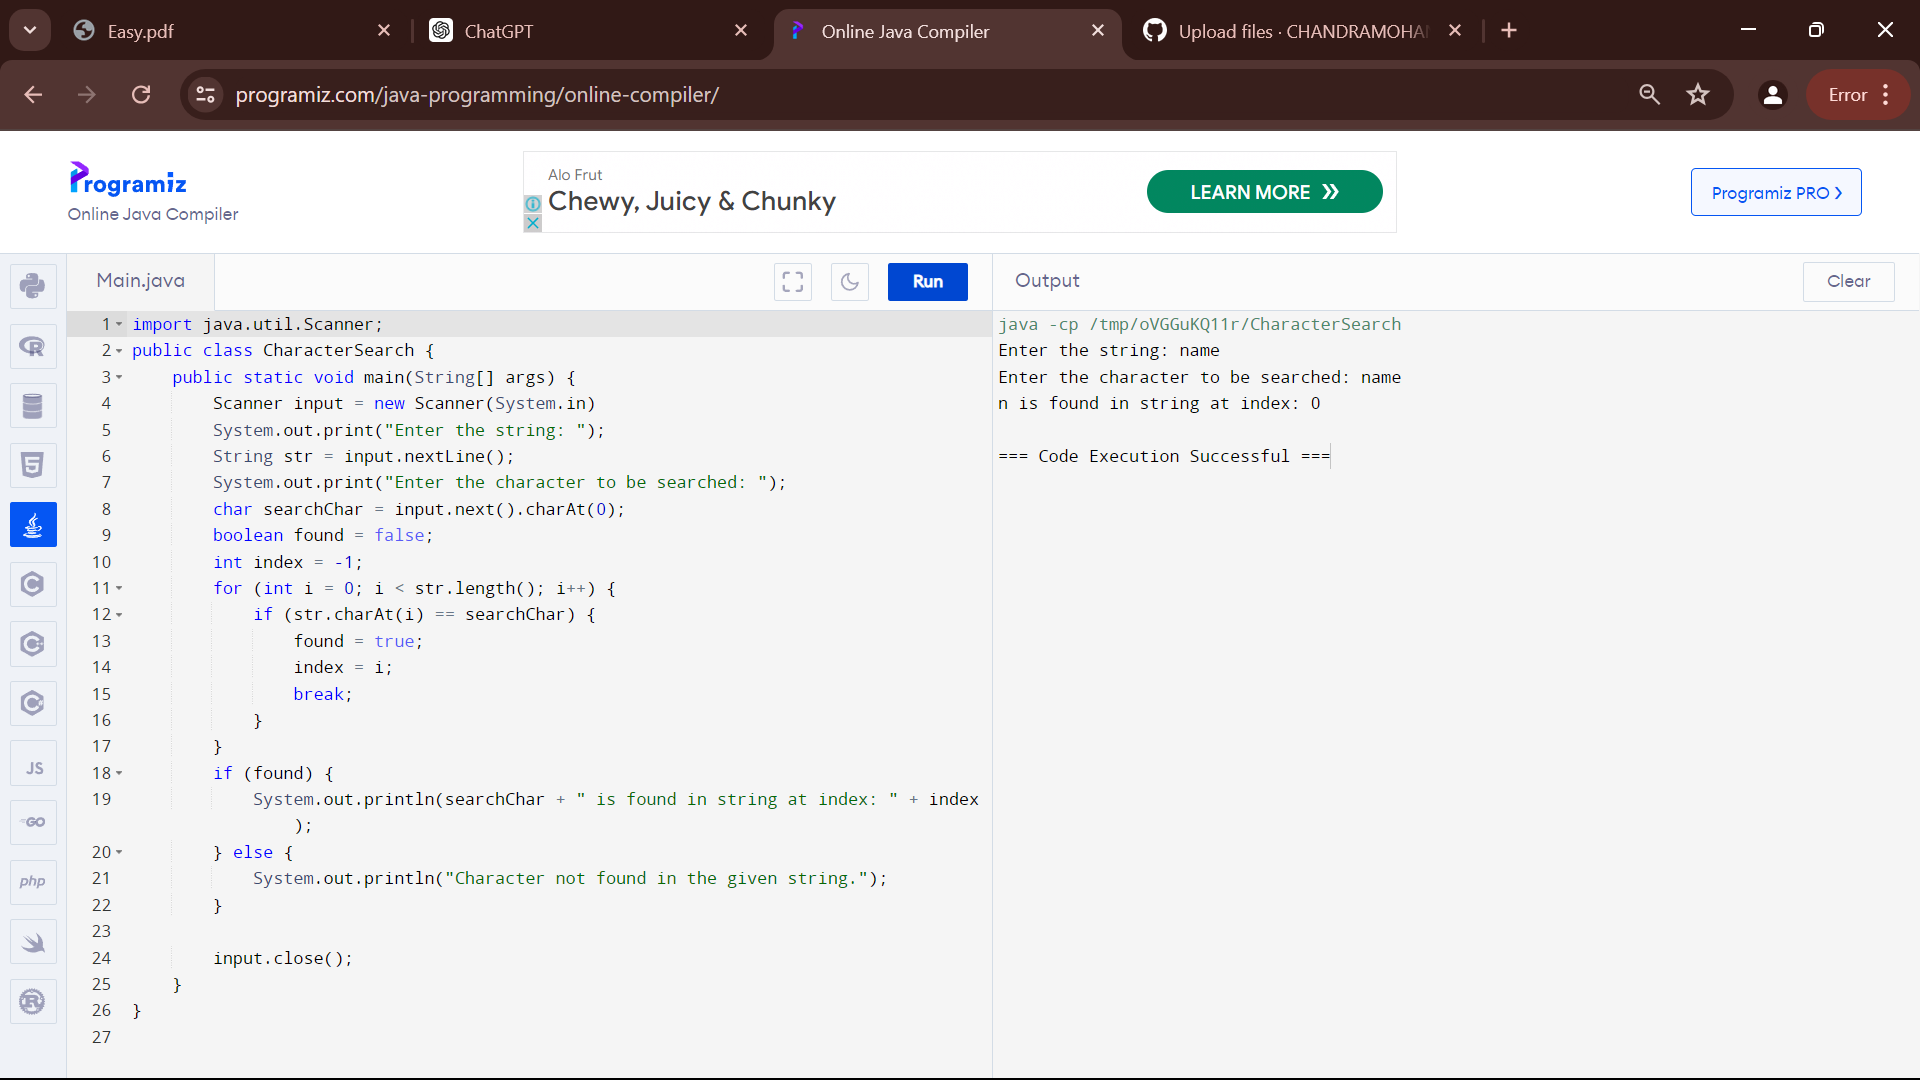 Easy.pdf
ChatGPT
Online Java Compiler
Upload files · CHANDRAMOHAN
programiz.com/java-programming/online-compiler/
Error
Programiz
Online Java Compiler
Alo Frut
Chewy, Juicy & Chunky
LEARN MORE
Programiz PRO
Main.java
Run
Output
Clear
1 import java.util.Scanner;
2 public class CharacterSearch {
3 public static void main(String[] args) {
4 Scanner input = new Scanner(System.in)
5 System.out.print("Enter the string: ");
6 String str = input.nextLine();
7 System.out.print("Enter the character to be searched: ");
8 char searchChar = input.next().charAt(0);
9 boolean found = false;
10 int index = -1;
11 for (int i = 0; i < str.length(); i++) {
12 if (str.charAt(i) == searchChar) {
13 found = true;
14 index = i;
15 break;
16 }
17 }
18 if (found) {
19 System.out.println(searchChar + " is found in string at index: " + index
);
20 } else {
21 System.out.println("Character not found in the given string.");
22 }
23
24 input.close();
25 }
26 }
27
java -cp /tmp/oVGGuKQ11r/CharacterSearch
Enter the string: name
Enter the character to be searched: name
n is found in string at index: 0
=== Code Execution Successful ===
JS
GO
php